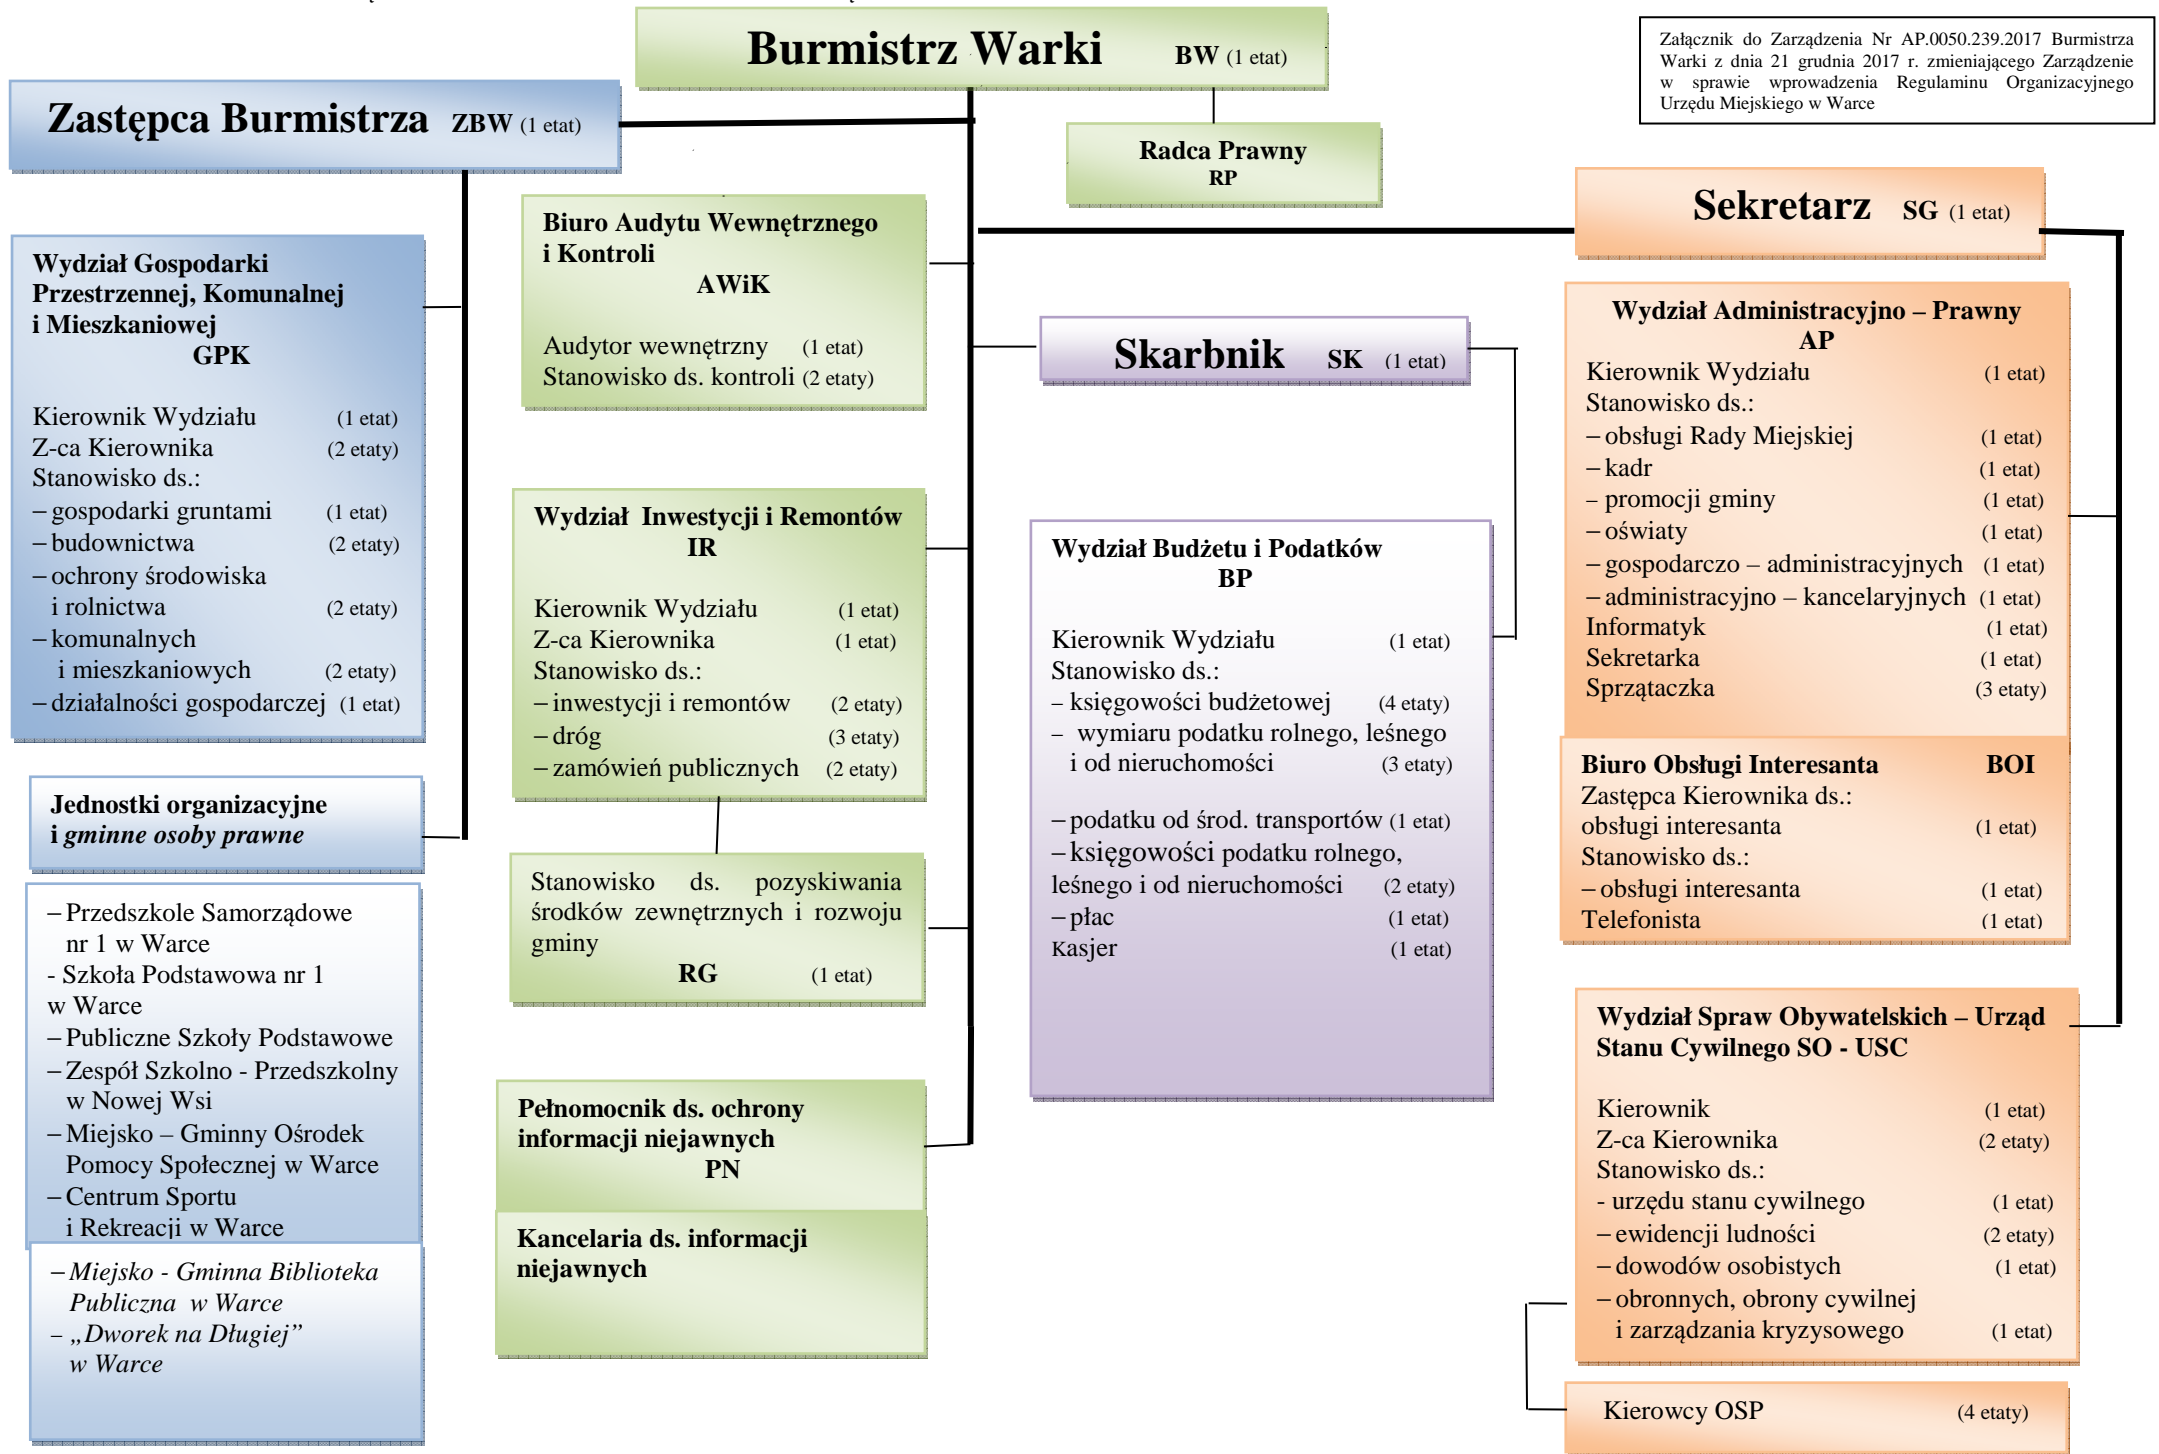 Burmistrz Warki BW (1 etat)
Załącznik do Zarządzenia Nr AP.0050.239.2017 Burmistrza
Warki z dnia 21 grudnia 2017 r. zmieniającego Zarządzenie
w sprawie wprowadzenia Regulaminu Organizacyjnego
Urzędu Miejskiego w Warce
Zastępca Burmistrza ZBW (1 etat)
Radca Prawny
RP
Sekretarz SG (1 etat)
Wydział Gospodarki
Przestrzennej, Komunalnej
i Mieszkaniowej
GPK
Kierownik Wydziału (1 etat)
Z-ca Kierownika (2 etaty)
Stanowisko ds.:
– gospodarki gruntami (1 etat)
– budownictwa (2 etaty)
– ochrony środowiska
i rolnictwa (2 etaty)
– komunalnych
i mieszkaniowych (2 etaty)
– działalności gospodarczej (1 etat)
Jednostki organizacyjne
i gminne osoby prawne
– Przedszkole Samorządowe
nr 1 w Warce
- Szkoła Podstawowa nr 1
w Warce
– Publiczne Szkoły Podstawowe
– Zespół Szkolno - Przedszkolny
w Nowej Wsi
– Miejsko – Gminny Ośrodek
Pomocy Społecznej w Warce
– Centrum Sportu
i Rekreacji w Warce
– Miejsko - Gminna Biblioteka
Publiczna w Warce
– „Dworek na Długiej”
w Warce
Biuro Audytu Wewnętrznego
i Kontroli
AWiK
Audytor wewnętrzny (1 etat)
Stanowisko ds. kontroli (2 etaty)
Wydział Inwestycji i Remontów
IR
Kierownik Wydziału (1 etat)
Z-ca Kierownika (1 etat)
Stanowisko ds.:
– inwestycji i remontów (2 etaty)
– dróg (3 etaty)
– zamówień publicznych (2 etaty)
Stanowisko ds. pozyskiwania
środków zewnętrznych i rozwoju
gminy
RG (1 etat)
Pełnomocnik ds. ochrony
informacji niejawnych
PN
Kancelaria ds. informacji
niejawnych
Skarbnik SK (1 etat)
Wydział Budżetu i Podatków
BP
Kierownik Wydziału (1 etat)
Stanowisko ds.:
– księgowości budżetowej (4 etaty)
– wymiaru podatku rolnego, leśnego
i od nieruchomości (3 etaty)
– podatku od środ. transportów (1 etat)
– księgowości podatku rolnego,
leśnego i od nieruchomości (2 etaty)
– płac (1 etat)
Kasjer (1 etat)
Wydział Administracyjno – Prawny
AP
Kierownik Wydziału (1 etat)
Stanowisko ds.:
– obsługi Rady Miejskiej (1 etat)
– kadr (1 etat)
– promocji gminy (1 etat)
– oświaty (1 etat)
– gospodarczo – administracyjnych (1 etat)
– administracyjno – kancelaryjnych (1 etat)
Informatyk (1 etat)
Sekretarka (1 etat)
Sprzątaczka (3 etaty)
Biuro Obsługi Interesanta BOI
Zastępca Kierownika ds.:
obsługi interesanta (1 etat)
Stanowisko ds.:
– obsługi interesanta (1 etat)
Telefonista (1 etat)
Wydział Spraw Obywatelskich – Urząd
Stanu Cywilnego SO - USC
Kierownik (1 etat)
Z-ca Kierownika (2 etaty)
Stanowisko ds.:
- urzędu stanu cywilnego (1 etat)
– ewidencji ludności (2 etaty)
– dowodów osobistych (1 etat)
– obronnych, obrony cywilnej
i zarządzania kryzysowego (1 etat)
Kierowcy OSP (4 etaty)